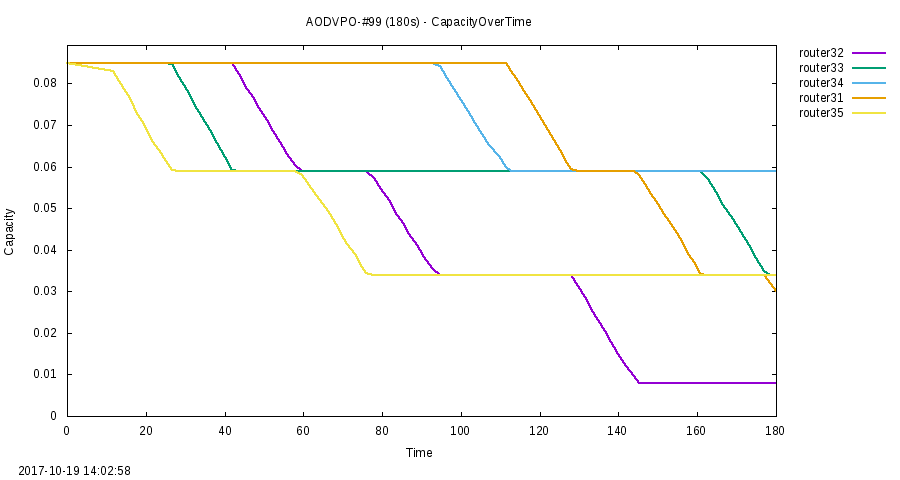 AODVPO-#99 (180s) - CapacityOverTime
router32
router33
router34
router31
router35
0.08
0.07
0.06
0.05
0.04
0.03
0.02
0.01
0
Capacity
0 20 40 60 80 100 120 140 160 180
Time
2017-10-19 14:02:58